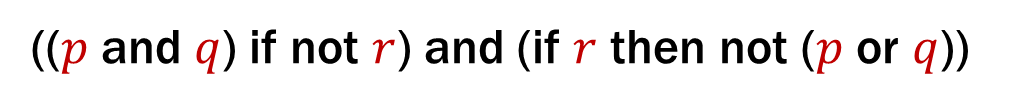 ((p and q) if not r) and (if r then not (p or q))